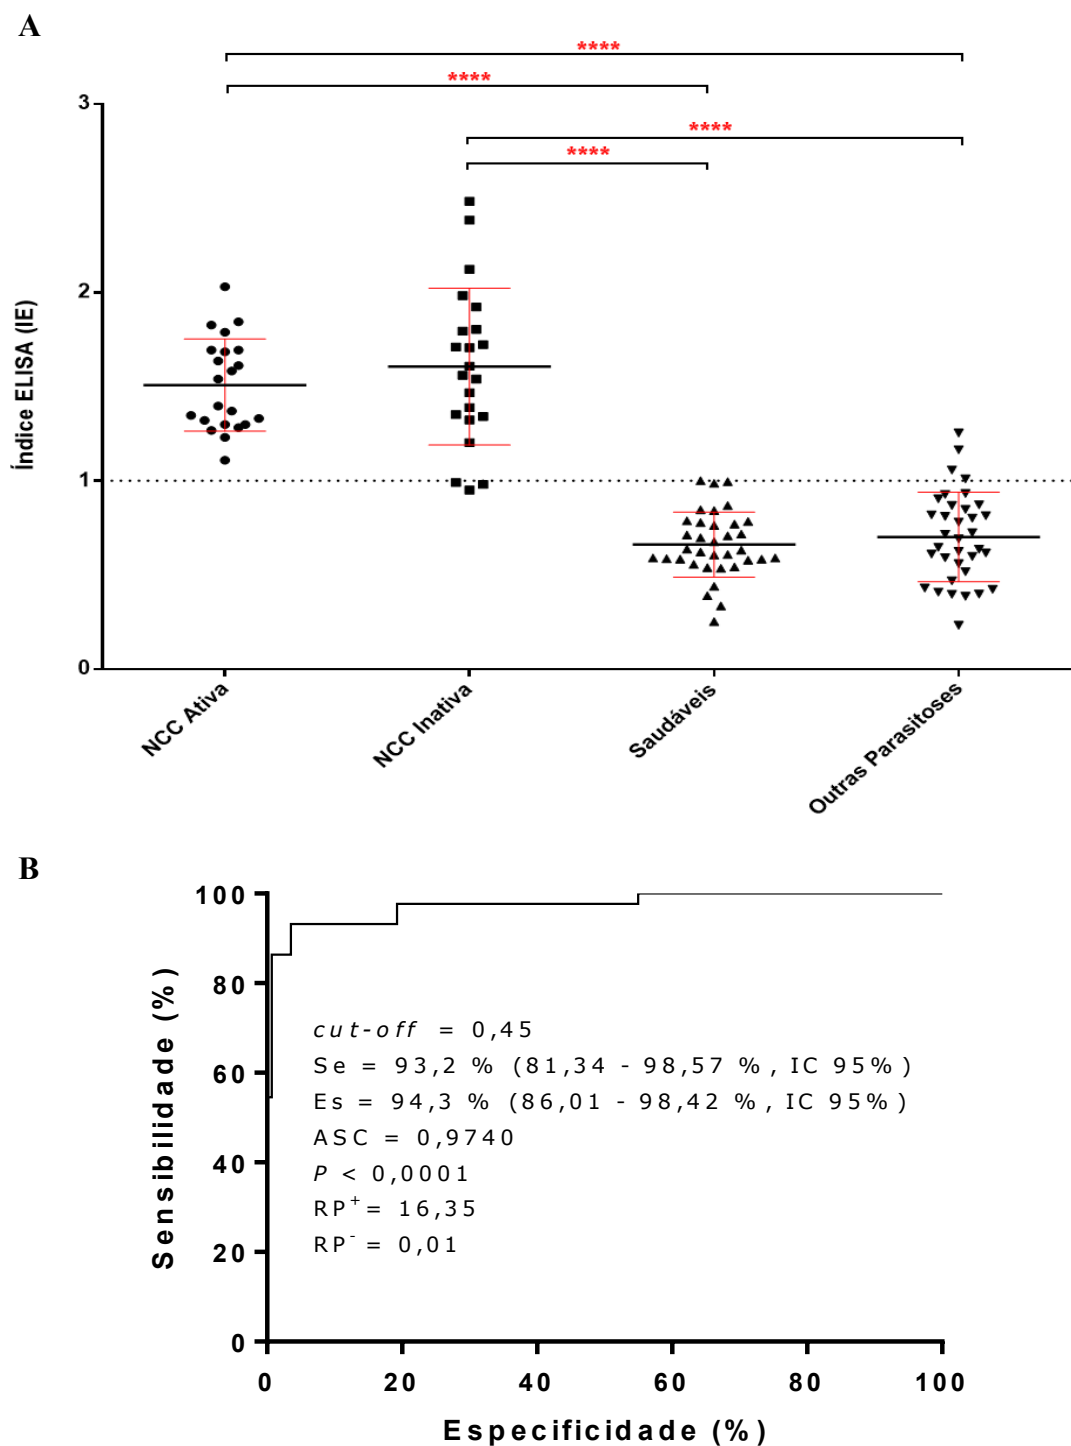 A
****
****
****
****
3
2
1
0
Índice ELISA (IE)
NCC Ativa
NCC Inativa
Saudáveis
Outras Parasitoses
B
100
80
60
40
20
0
Sensibilidade (%)
cut-off = 0,45
Se = 93,2 % (81,34 - 98,57 %, IC 95%)
Es = 94,3 % (86,01 - 98,42 %, IC 95%)
ASC = 0,9740
P < 0,0001
RP+ = 16,35
RP- = 0,01
0 20 40 60 80 100
Especificidade (%)